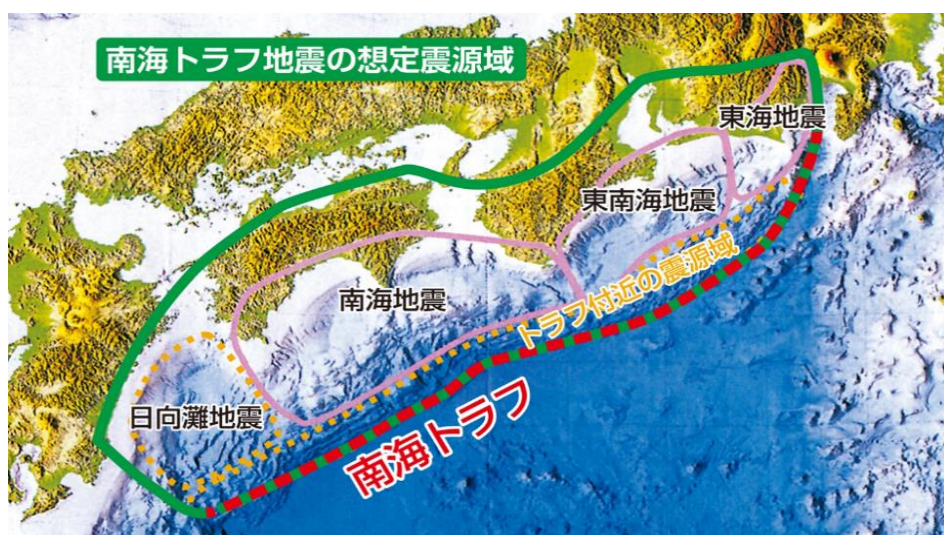 南海トラフ地震の想定震源域
東海地震
東南海地震
トラフ付近の震源域
南海地震
日向灘地震
南海トラフ